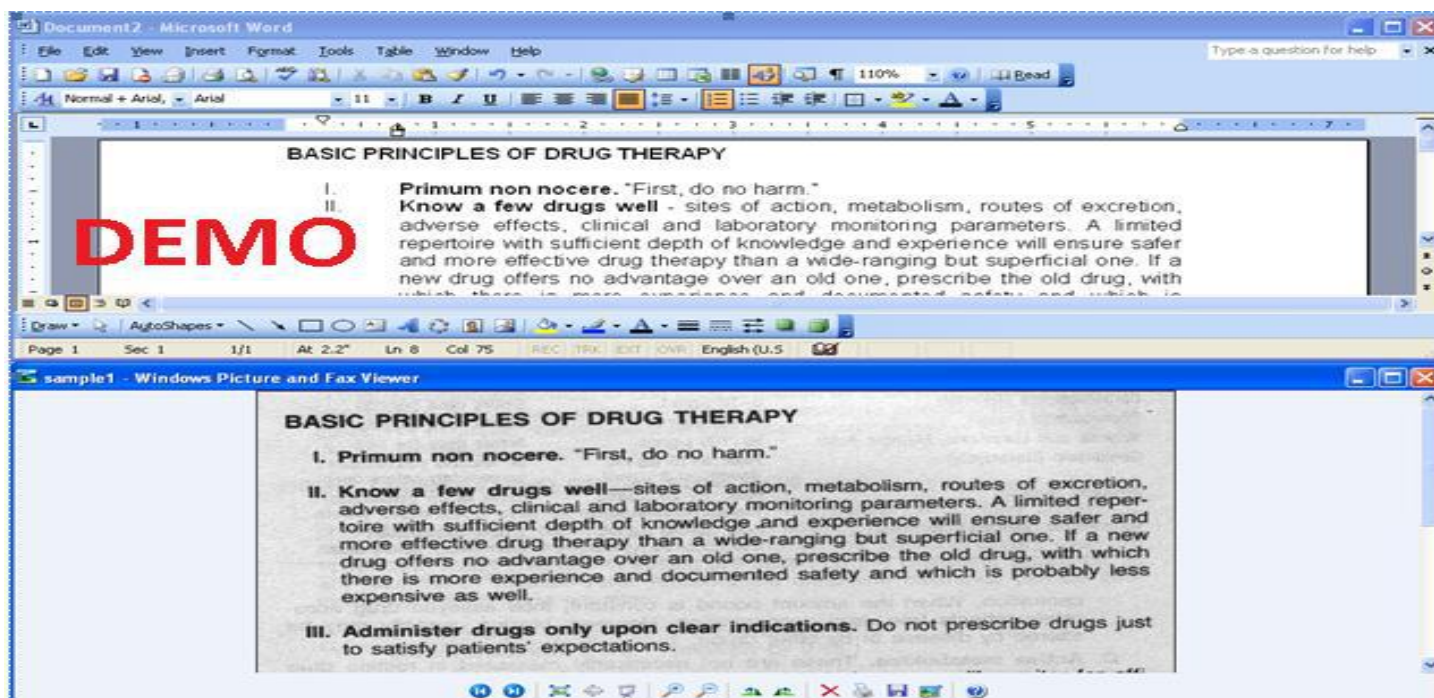 Document2 - Microsoft Word
File Edit View Insert Format Tools Table Window Help
Type a question for help
110% Read
Normal + Arial, Arial 11 B I U
1 1 2 3 4 5 7
BASIC PRINCIPLES OF DRUG THERAPY
I. Primum non nocere. "First, do no harm."
II. Know a few drugs well - sites of action, metabolism, routes of excretion,
adverse effects, clinical and laboratory monitoring parameters. A limited
repertoire with sufficient depth of knowledge and experience will ensure safer
and more effective drug therapy than a wide-ranging but superficial one. If a
new drug offers no advantage over an old one, prescribe the old drug, with
DEMO
Draw AutoShapes
Page 1 Sec 1 1/1 At 2.2" Ln 8 Col 75 REC TRK EXT OVR English (U.S
sample1 - Windows Picture and Fax Viewer
BASIC PRINCIPLES OF DRUG THERAPY
I. Primum non nocere. "First, do no harm."
II. Know a few drugs well—sites of action, metabolism, routes of excretion,
adverse effects, clinical and laboratory monitoring parameters. A limited reper-
toire with sufficient depth of knowledge and experience will ensure safer and
more effective drug therapy than a wide-ranging but superficial one. If a new
drug offers no advantage over an old one, prescribe the old drug, with which
there is more experience and documented safety and which is probably less
expensive as well.
III. Administer drugs only upon clear indications. Do not prescribe drugs just
to satisfy patients' expectations.